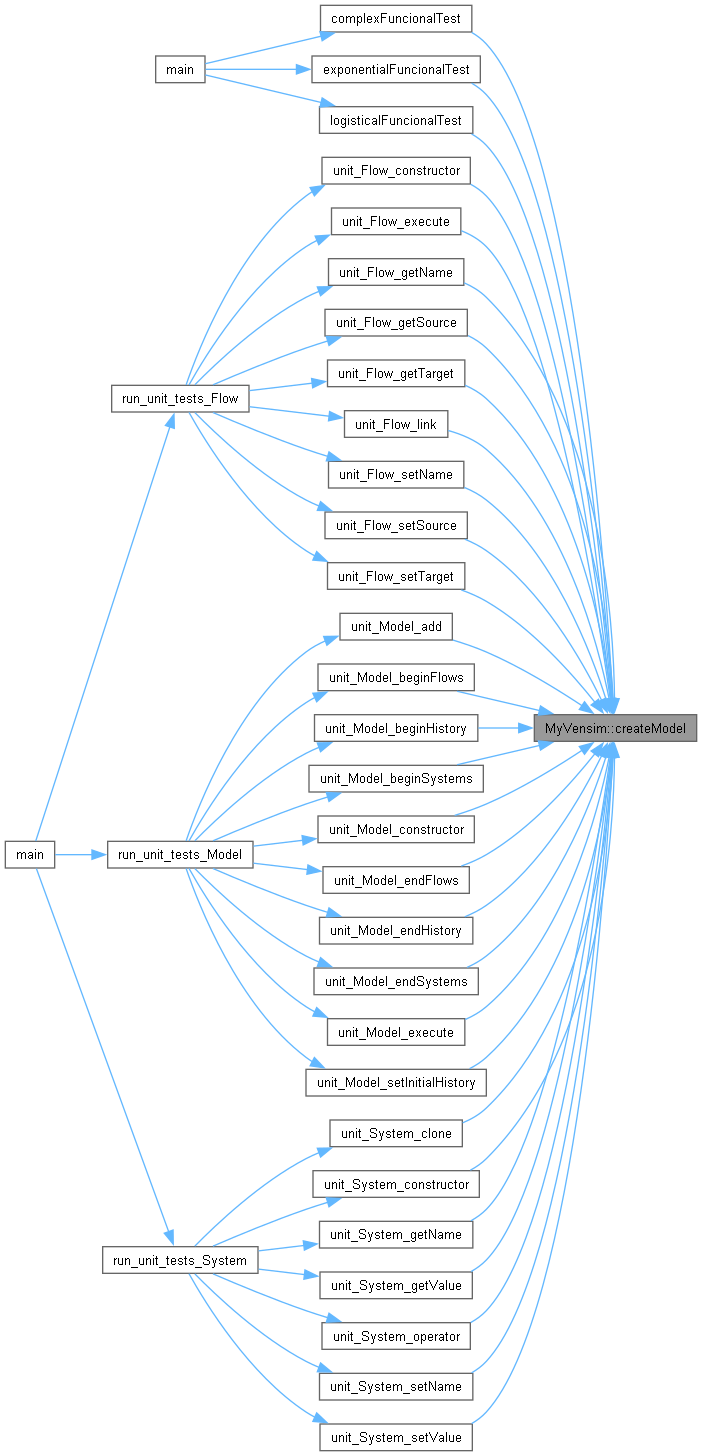 complexFuncionalTest
main
exponentialFuncionalTest
logisticalFuncionalTest
unit_Flow_constructor
unit_Flow_execute
unit_Flow_getName
unit_Flow_getSource
unit_Flow_getTarget
run_unit_tests_Flow
unit_Flow_link
unit_Flow_setName
unit_Flow_setSource
unit_Flow_setTarget
unit_Model_add
unit_Model_beginFlows
unit_Model_beginHistory
MyVensim::createModel
unit_Model_beginSystems
unit_Model_constructor
main
run_unit_tests_Model
unit_Model_endFlows
unit_Model_endHistory
unit_Model_endSystems
unit_Model_execute
unit_Model_setInitialHistory
unit_System_clone
unit_System_constructor
unit_System_getName
run_unit_tests_System
unit_System_getValue
unit_System_operator
unit_System_setName
unit_System_setValue